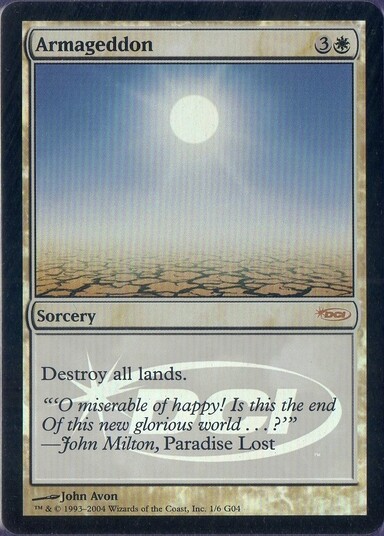 Armageddon 3
Sorcery DCI
Destroy all lands.
DCI
"‘O miserable of happy! Is this the end
Of this new glorious world . . . ?’"
—John Milton, Paradise Lost
John Avon
™ & © 1993–2004 Wizards of the Coast, Inc. 1/6 G04